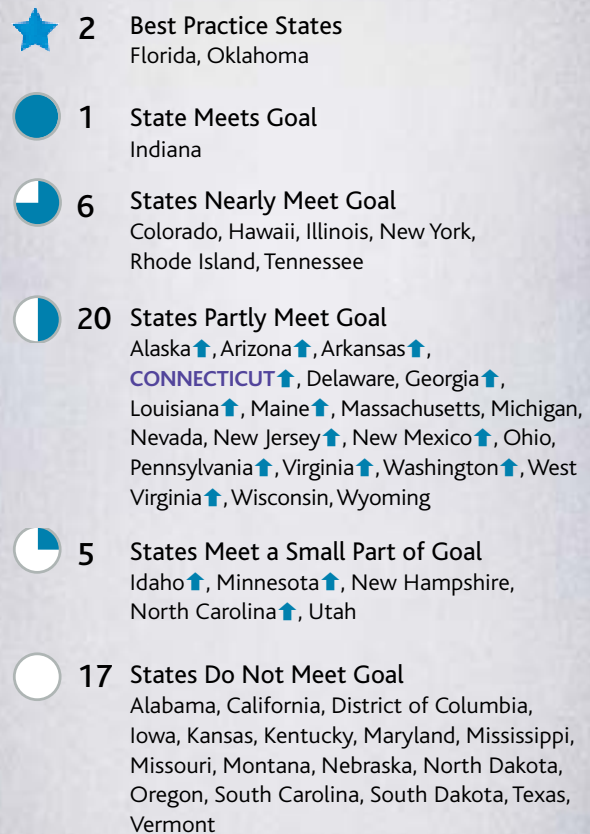 2 Best Practice States
Florida, Oklahoma
1 State Meets Goal
Indiana
6 States Nearly Meet Goal
Colorado, Hawaii, Illinois, New York,
Rhode Island, Tennessee
20 States Partly Meet Goal
Alaska⬆, Arizona⬆, Arkansas⬆,
CONNECTICUT⬆, Delaware, Georgia⬆,
Louisiana⬆, Maine⬆, Massachusetts, Michigan,
Nevada, New Jersey⬆, New Mexico⬆, Ohio,
Pennsylvania⬆, Virginia⬆, Washington⬆, West
Virginia⬆, Wisconsin, Wyoming
5 States Meet a Small Part of Goal
Idaho⬆, Minnesota⬆, New Hampshire,
North Carolina⬆, Utah
17 States Do Not Meet Goal
Alabama, California, District of Columbia,
Iowa, Kansas, Kentucky, Maryland, Mississippi,
Missouri, Montana, Nebraska, North Dakota,
Oregon, South Carolina, South Dakota, Texas,
Vermont